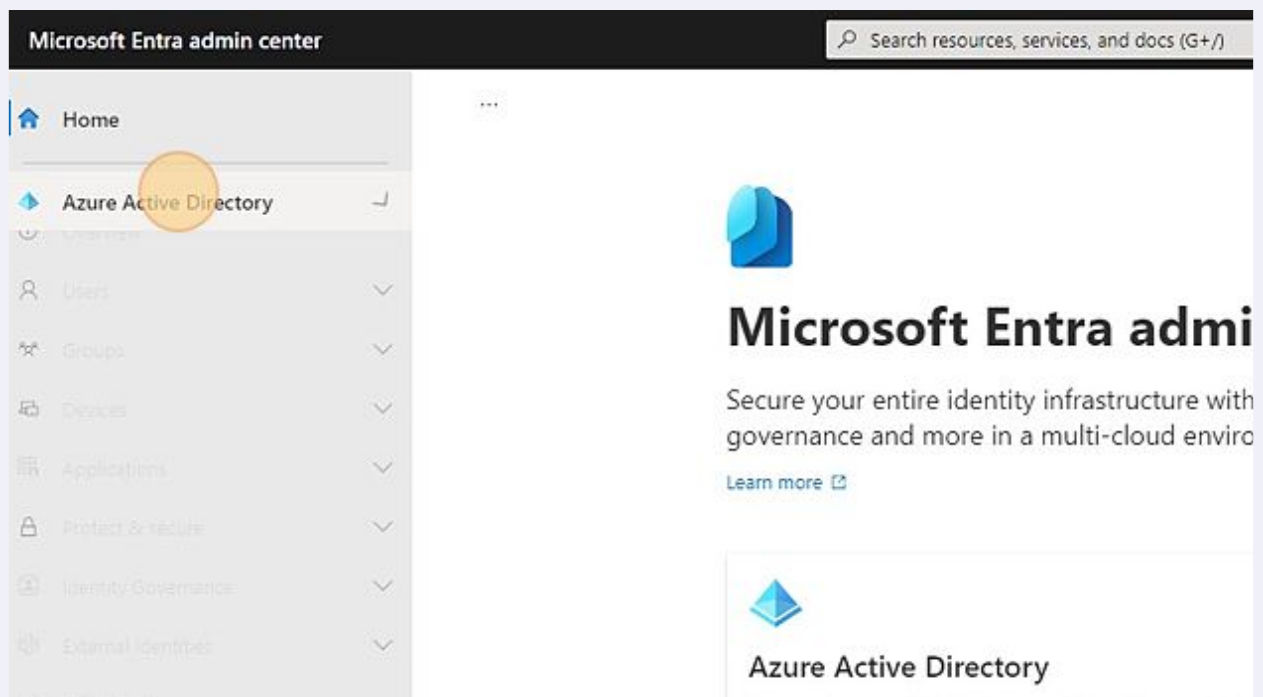 Microsoft Entra admin center
Search resources, services, and docs (G+/)
Home
...
Azure Active Directory
Overview
Users
Groups
Devices
Applications
Protect & secure
Identity Governance
External Identities
Microsoft Entra admi
Secure your entire identity infrastructure with
governance and more in a multi-cloud enviro
Learn more
Azure Active Directory